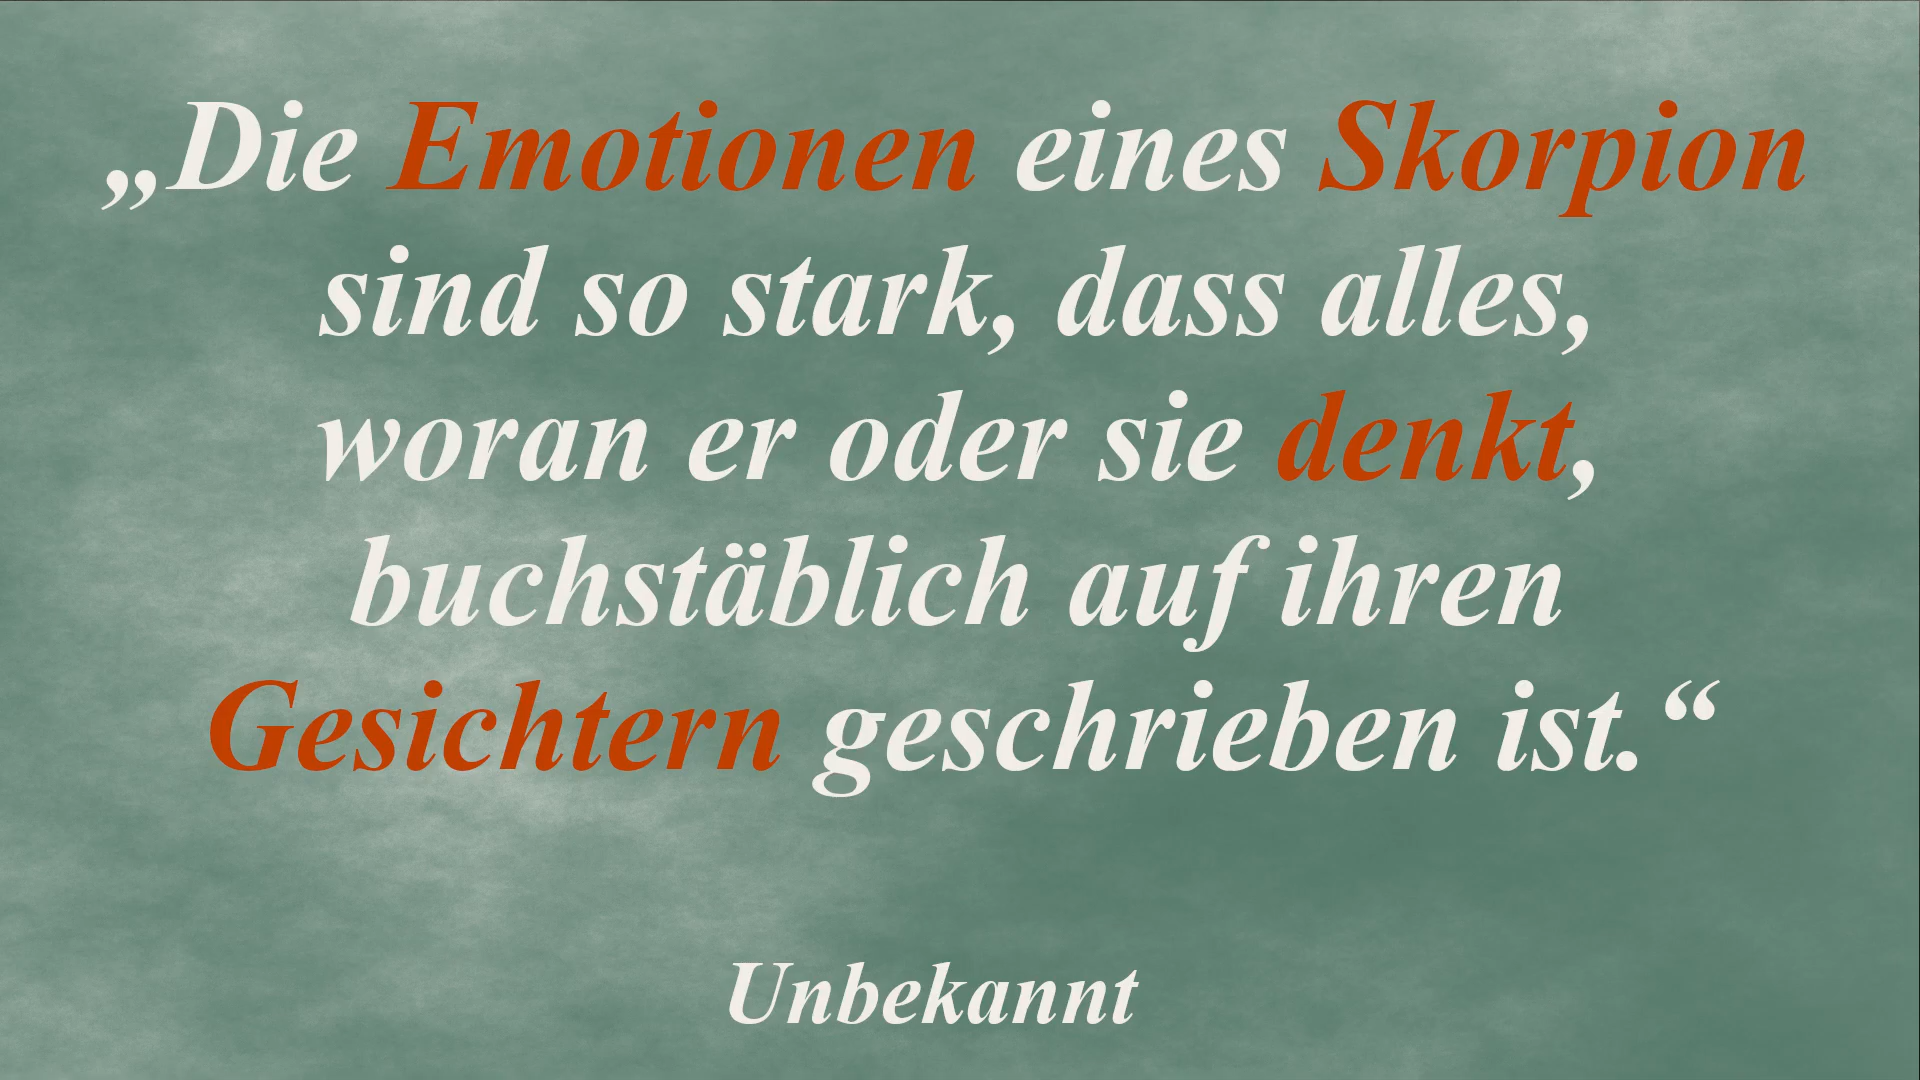 „Die Emotionen eines Skorpion
sind so stark, dass alles,
woran er oder sie denkt,
buchstäblich auf ihren
Gesichtern geschrieben ist.“
Unbekannt